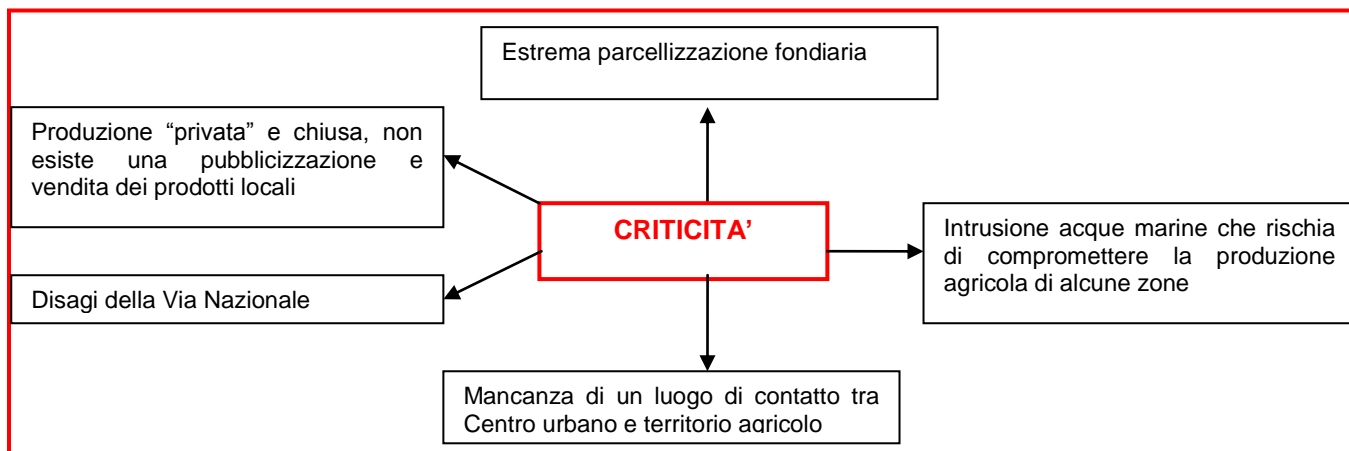 Estrema parcellizzazione fondiaria
Produzione “privata” e chiusa, non
esiste una pubblicizzazione e
vendita dei prodotti locali
CRITICITA’
Intrusione acque marine che rischia
di compromettere la produzione
agricola di alcune zone
Disagi della Via Nazionale
Mancanza di un luogo di contatto tra
Centro urbano e territorio agricolo